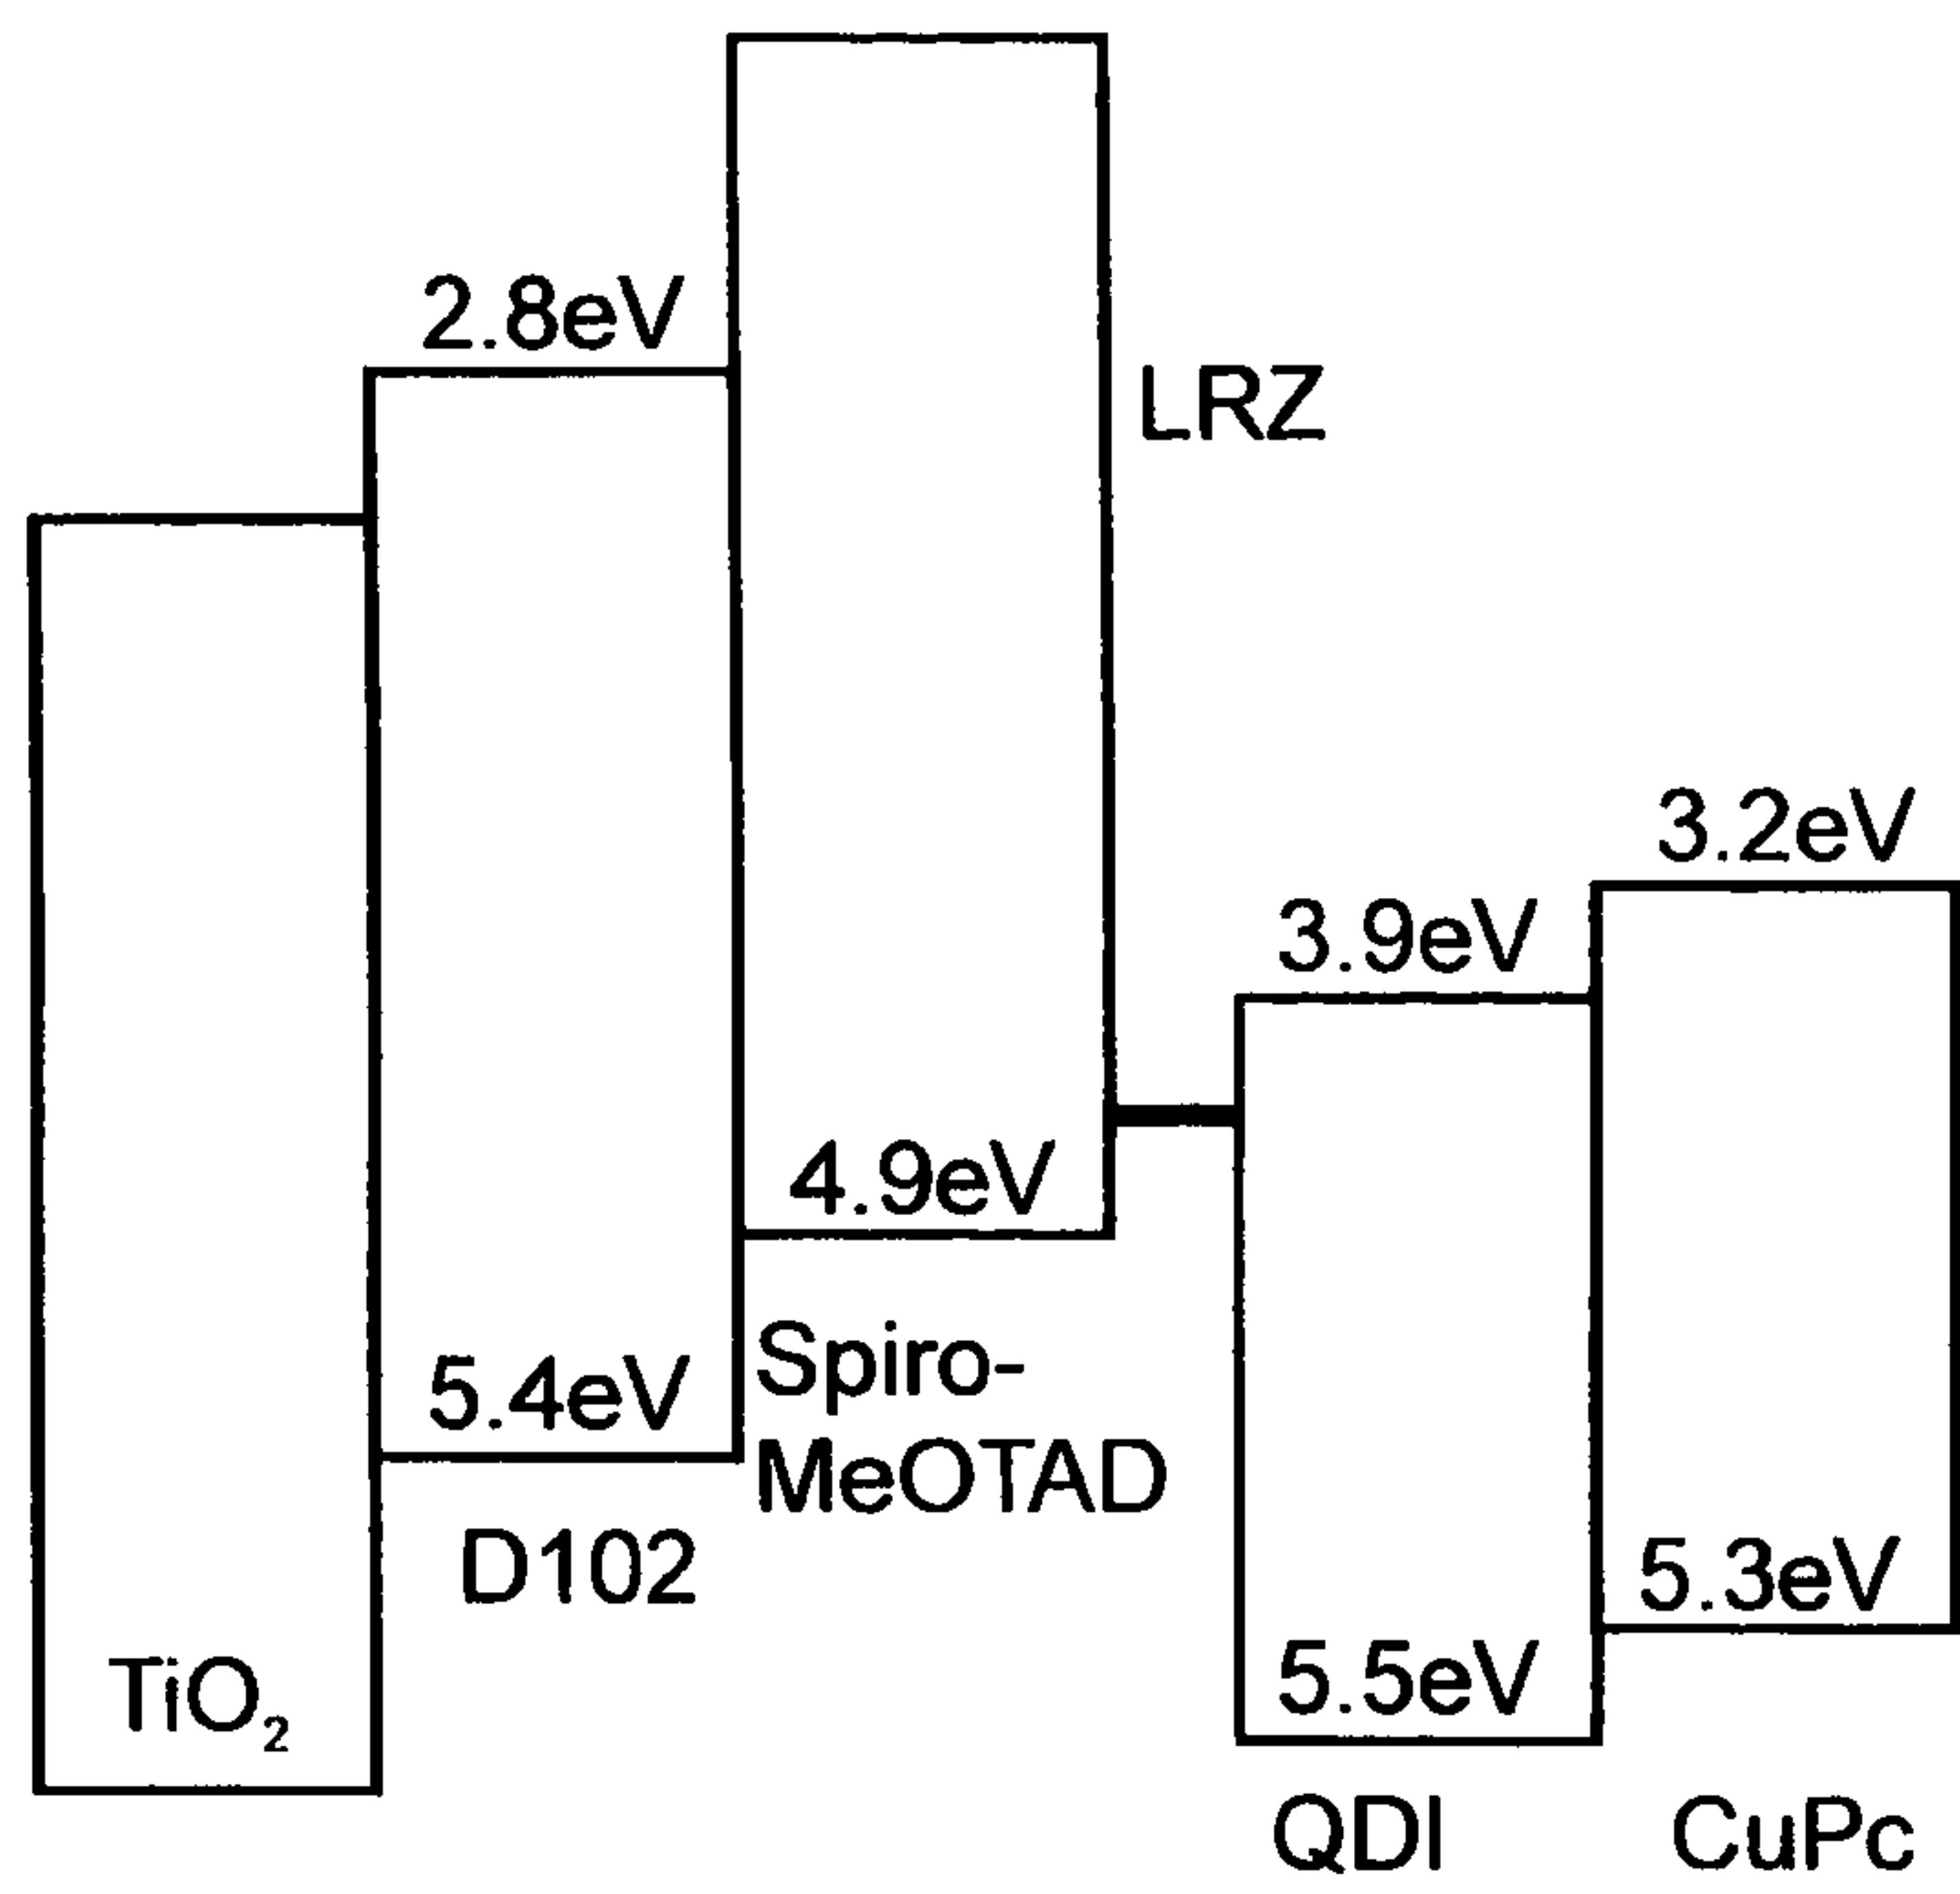 2.8eV
LRZ
3.2eV
3.9eV
4.9eV
5.4eV
Spiro-
MeOTAD
D102
TiO₂
5.3eV
5.5eV
QDI
CuPc